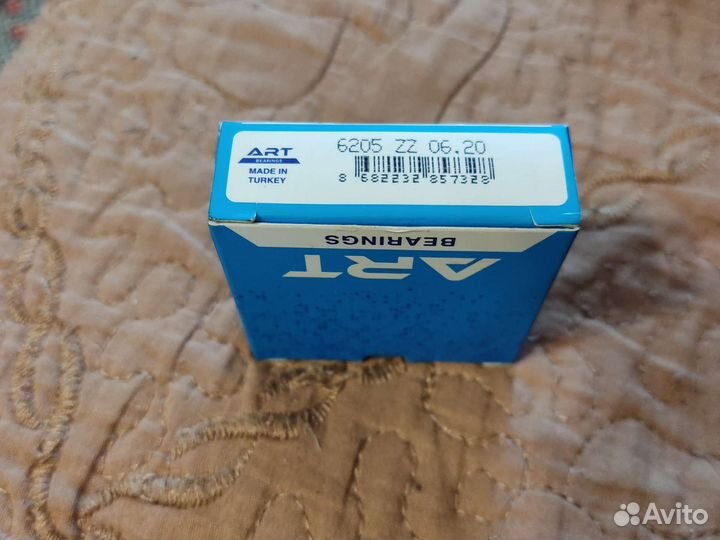 ART
BEARINGS
MADE IN
TURKEY
6205 ZZ 06.20
8 682232 857328
BEARINGS
ART
Avito